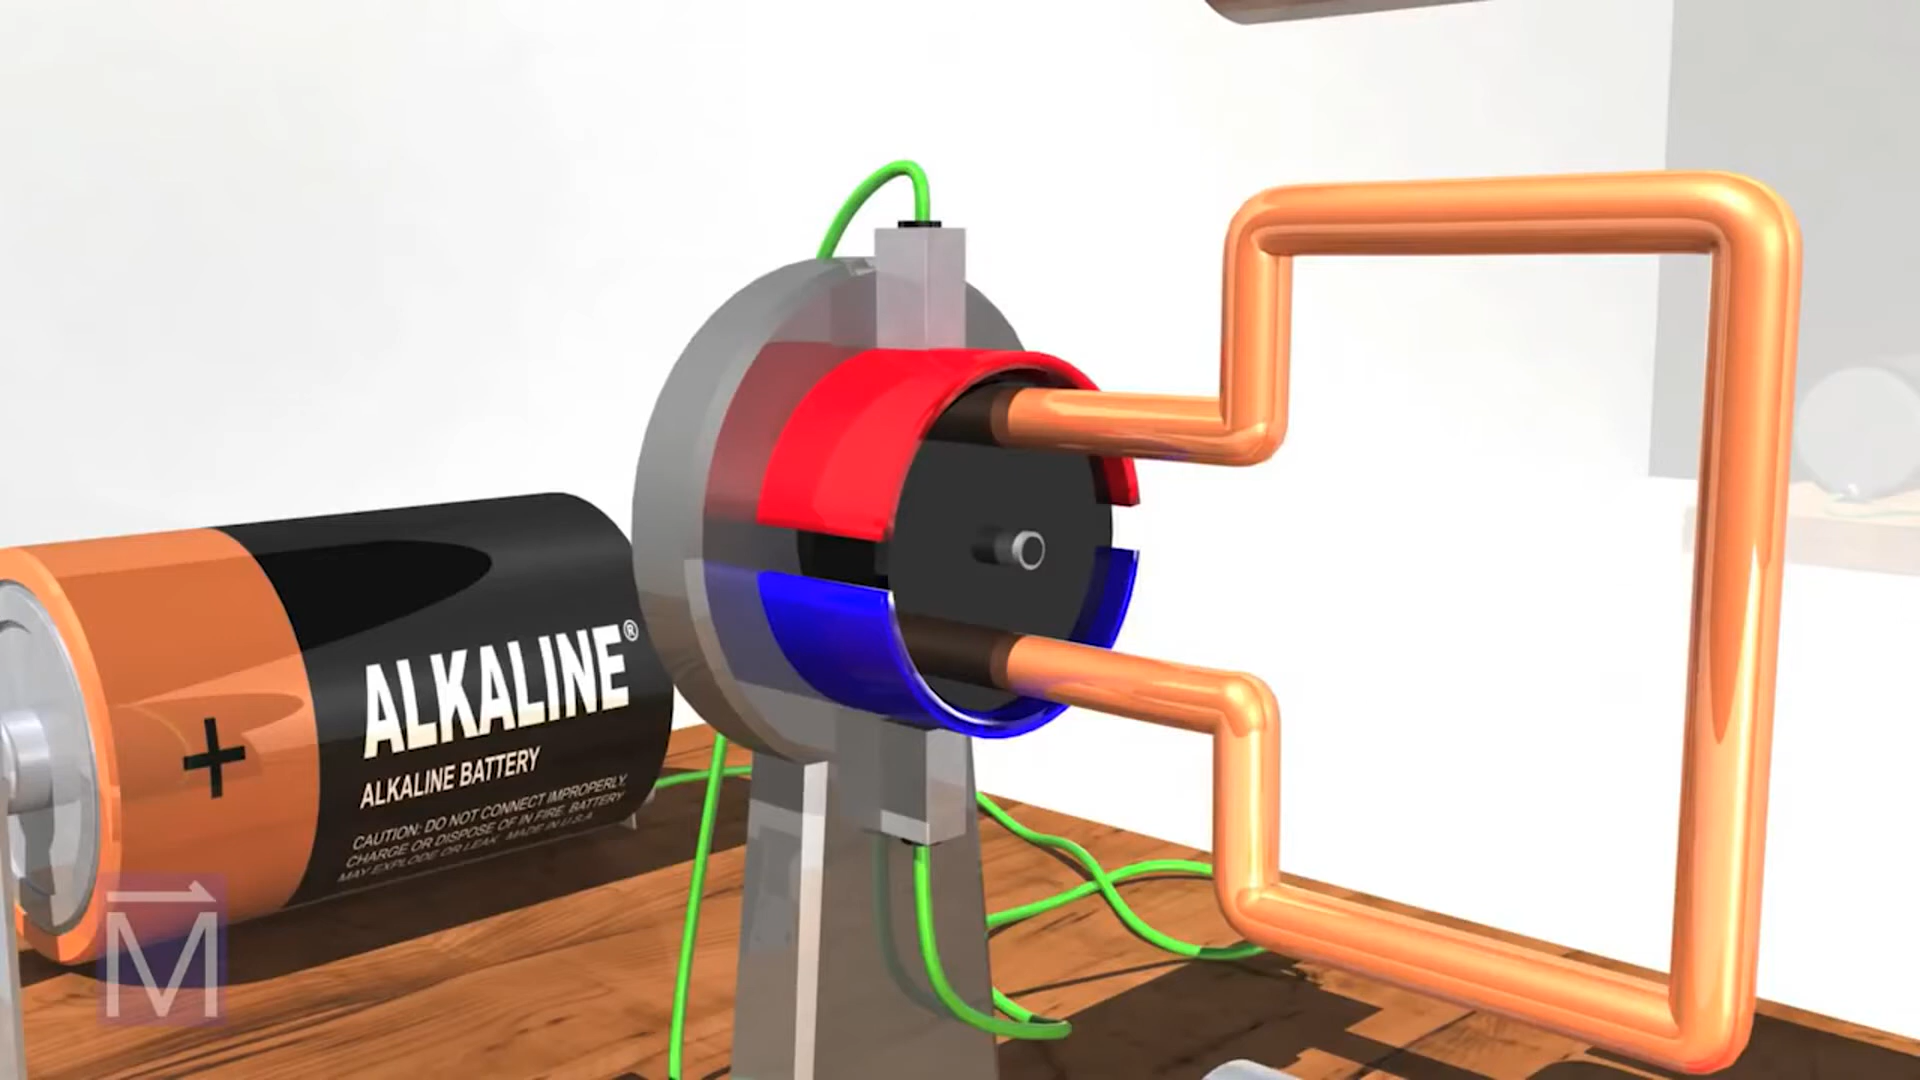 +
ALKALINE®
ALKALINE BATTERY
CAUTION: DO NOT CONNECT IMPROPERLY,
CHARGE OR DISPOSE OF IN FIRE. BATTERY
MAY EXPLODE OR LEAK. MADE IN U.S.A
M